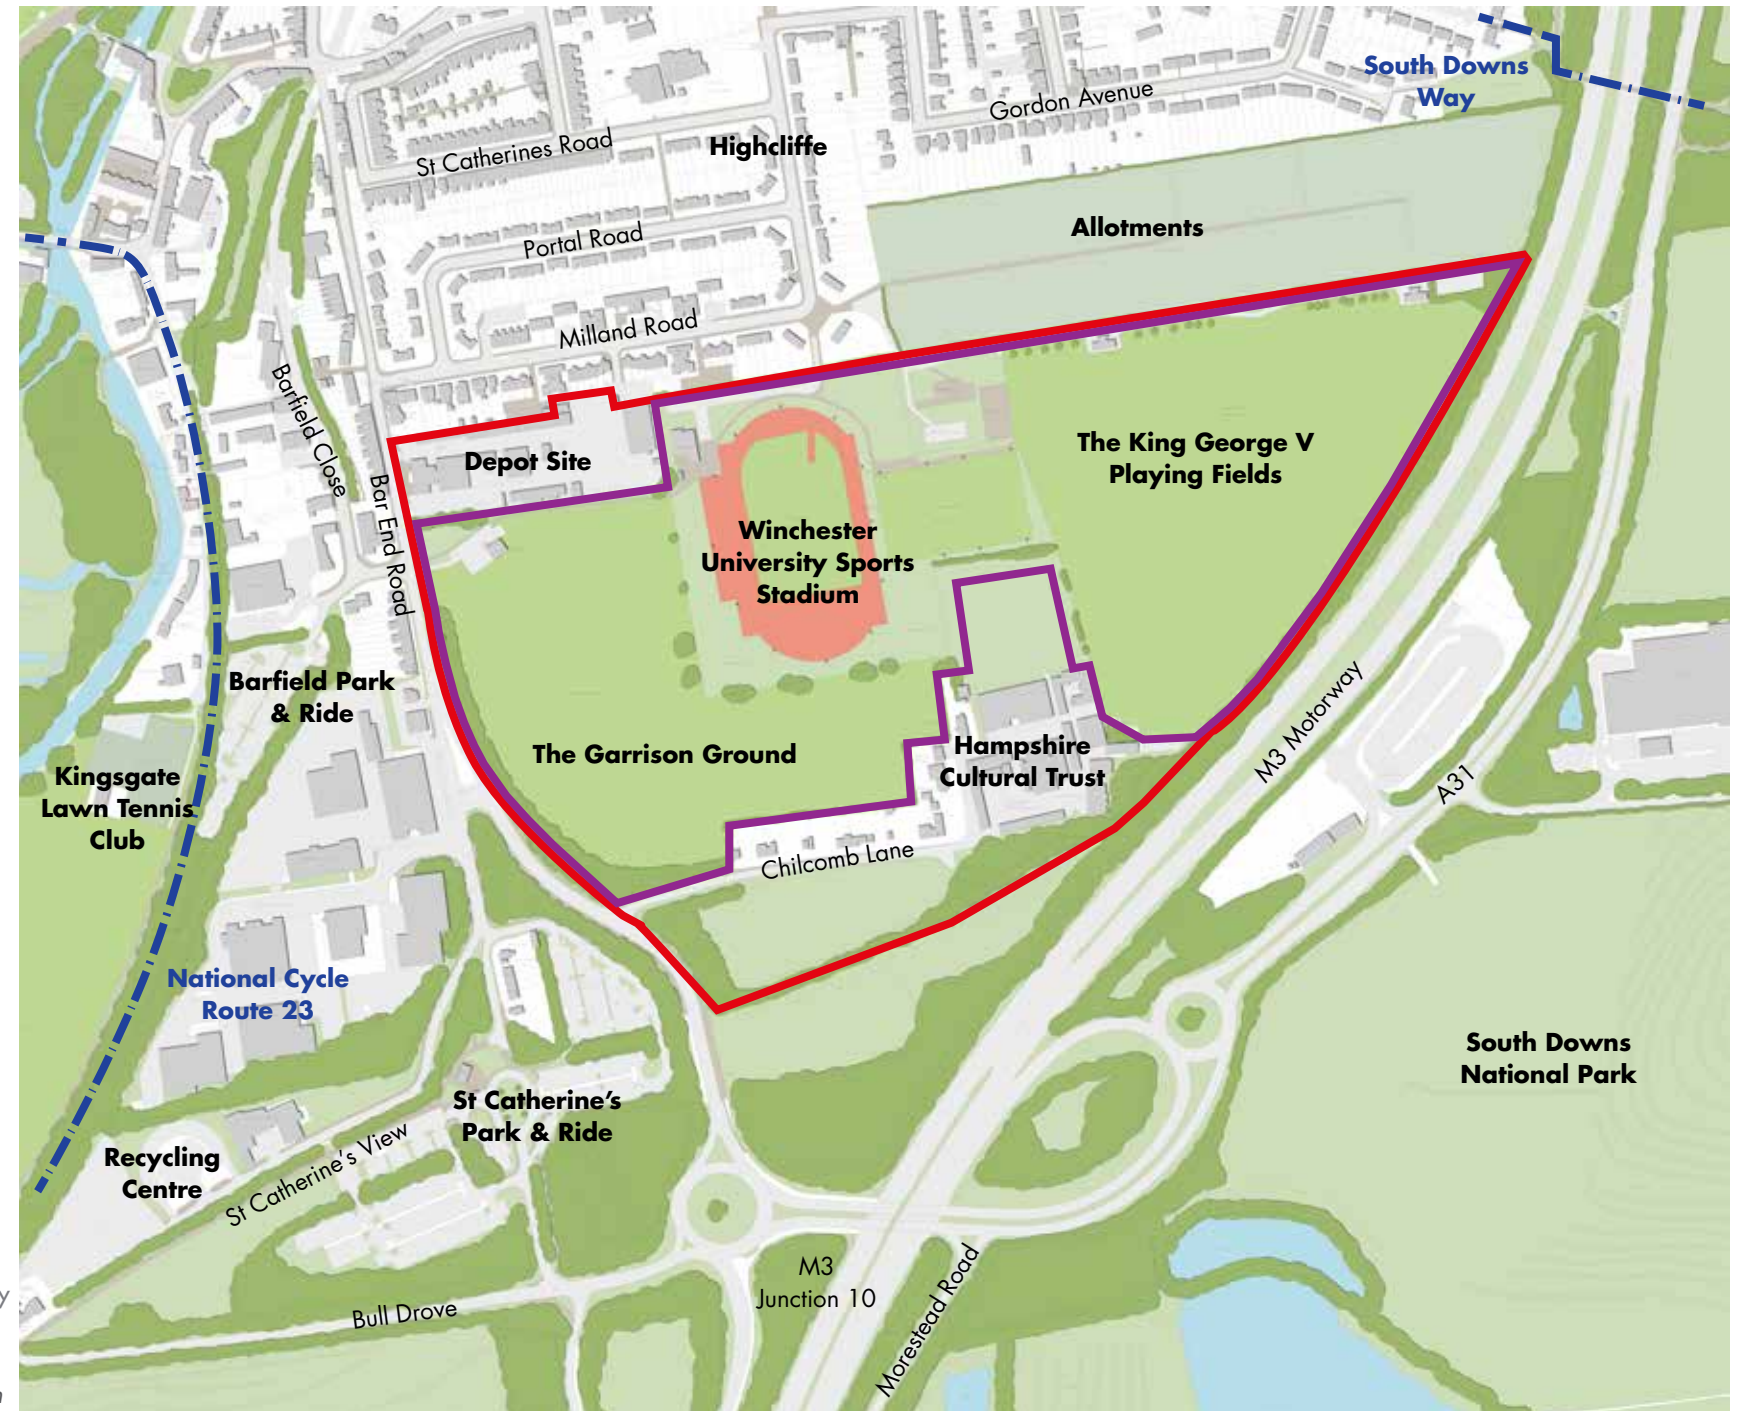 South Downs
Way
Gordon Avenue
St Catherines Road
Highcliffe
Allotments
Portal Road
Milland Road
Barfield Close
Bar End Road
Depot Site
The King George V
Playing Fields
Winchester
University Sports
Stadium
Barfield Park
& Ride
The Garrison Ground
Hampshire
Cultural Trust
M3 Motorway
A31
Kingsgate
Lawn Tennis
Club
Chilcomb Lane
National Cycle
Route 23
South Downs
National Park
St Catherine's
Park & Ride
Recycling
Centre
St Catherine's View
M3
Junction 10
Bull Drove
Morestead Road